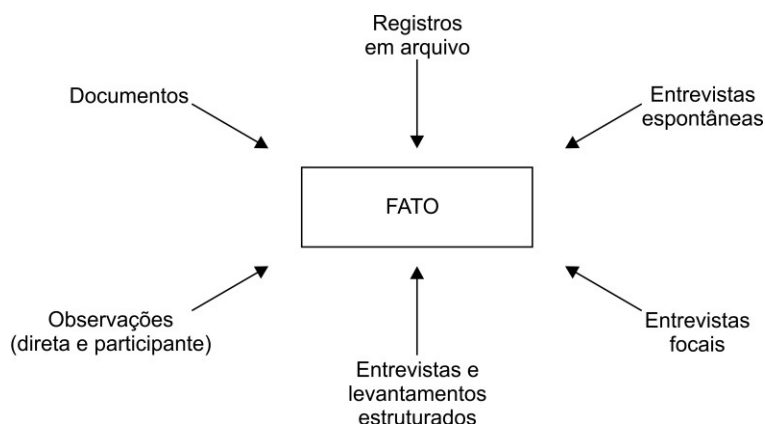 Registros
em arquivo
Documentos
Entrevistas
espontâneas
FATO
Observações
(direta e participante)
Entrevistas e
levantamentos
estruturados
Entrevistas
focais